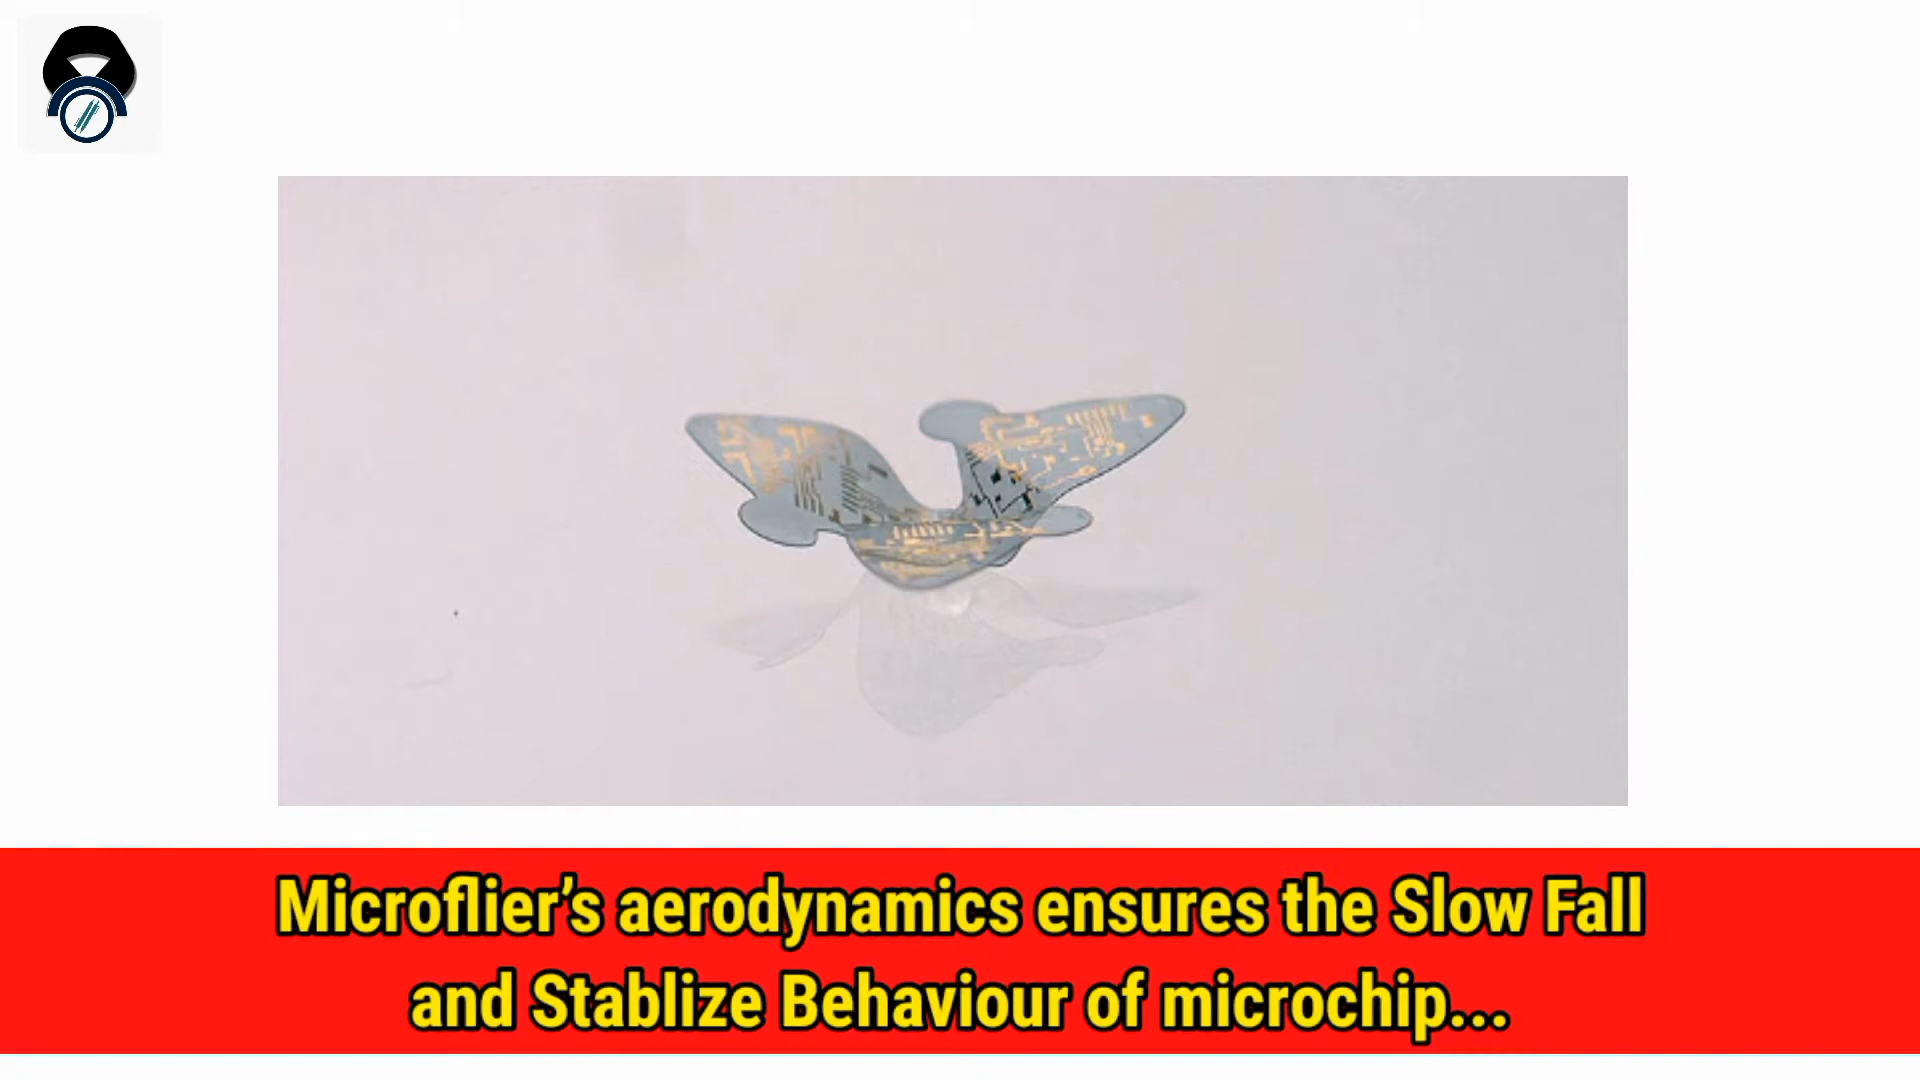 Microflier’s aerodynamics ensures the Slow Fall
and Stablize Behaviour of microchip...